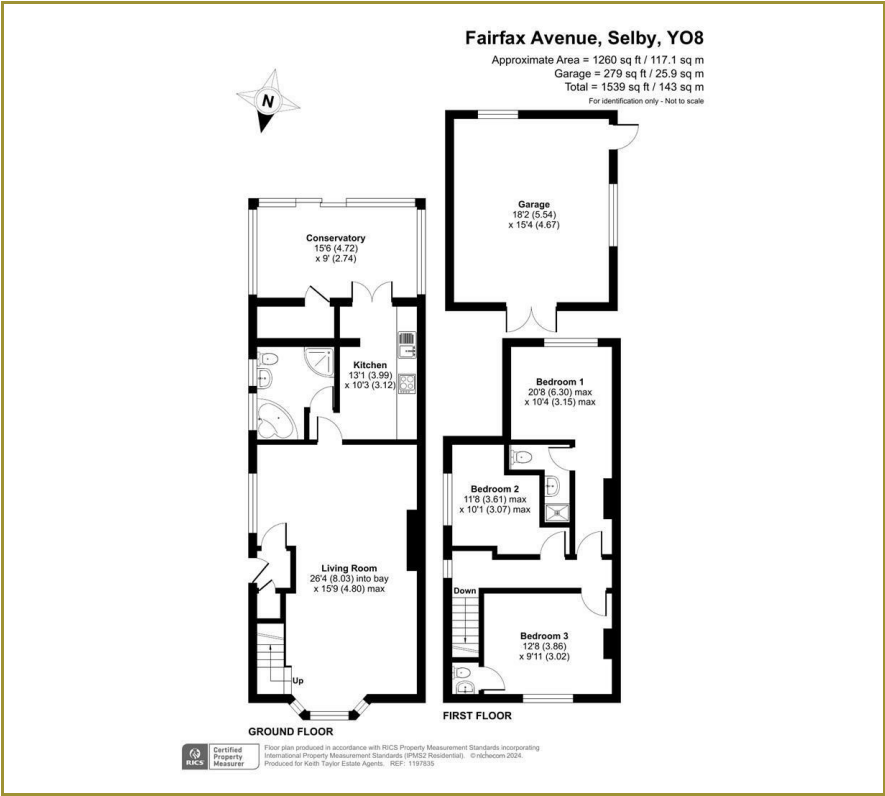 Fairfax Avenue, Selby, YO8
Approximate Area = 1260 sq ft / 117.1 sq m
Garage = 279 sq ft / 25.9 sq m
Total = 1539 sq ft / 143 sq m
For identification only - Not to scale
N
Garage
18'2 (5.54)
x 15'4 (4.67)
Conservatory
15'6 (4.72)
x 9' (2.74)
Kitchen
13'1 (3.99)
x 10'3 (3.12)
Bedroom 1
20'8 (6.30) max
x 10'4 (3.15) max
Bedroom 2
11'8 (3.61) max
x 10'1 (3.07) max
Living Room
26'4 (8.03) into bay
x 15'9 (4.80) max
Down
Bedroom 3
12'8 (3.86)
x 9'11 (3.02)
Up
FIRST FLOOR
GROUND FLOOR
RICS
Certified
Property
Measurer
Floor plan produced in accordance with RICS Property Measurement Standards incorporating
International Property Measurement Standards (IPMS2 Residential). © nichecom 2024.
Produced for Keith Taylor Estate Agents. REF: 1197835